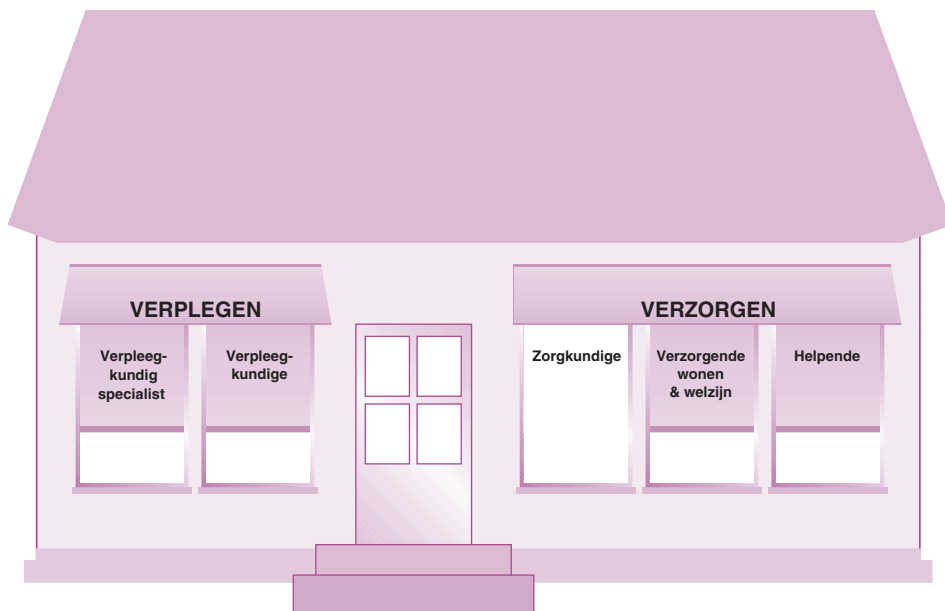 VERPLEGEN
Verpleeg-
kundig
specialist
Verpleeg-
kundige
VERZORGEN
Zorgkundige
Verzorgende
wonen
& welzijn
Helpende